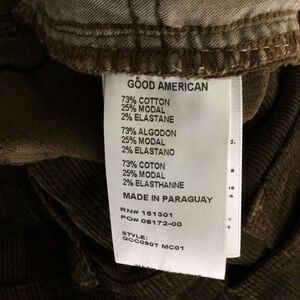 GOOD AMERICAN
73% COTTON
25% MODAL
2% ELASTANE
73% ALGODON
25% MODAL
2% ELASTANO
73% COTON
25% MODAL
2% ELASTHANNE
MADE IN PARAGUAY
RN# 151301
PO# 08172-00
STYLE:
GCC090T MC01